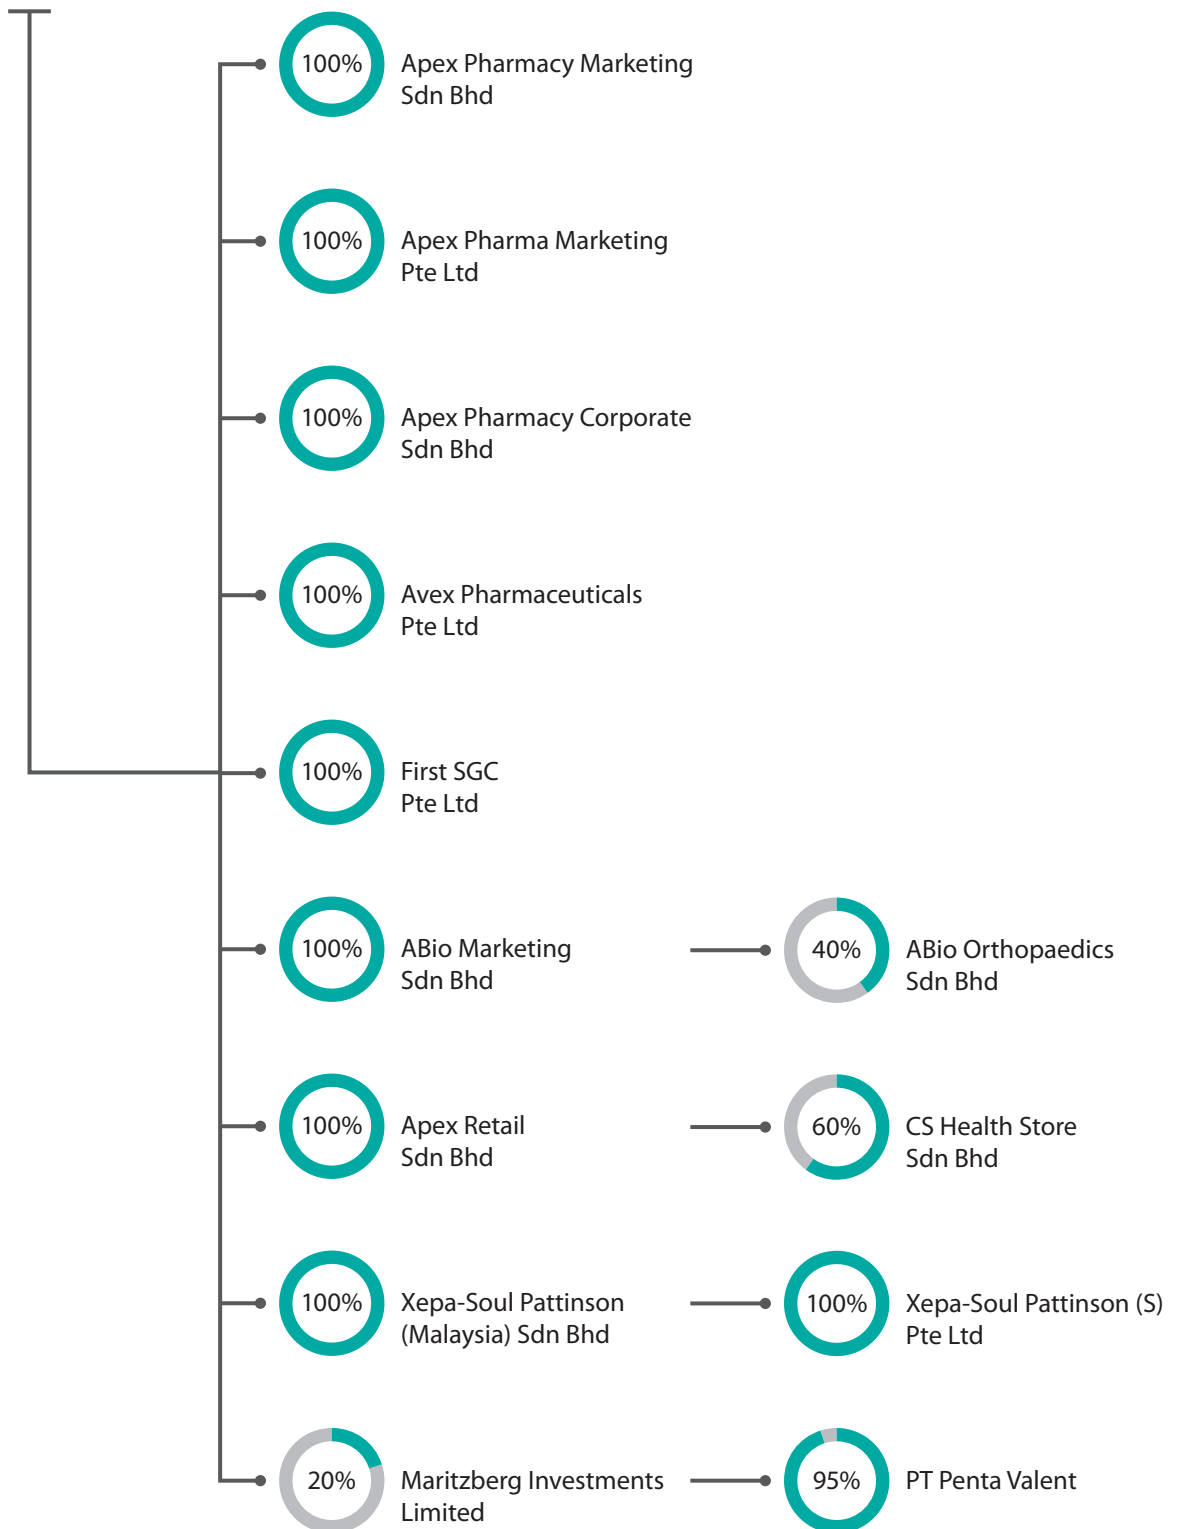 100%
Apex Pharmacy Marketing
Sdn Bhd
100%
Apex Pharma Marketing
Pte Ltd
100%
Apex Pharmacy Corporate
Sdn Bhd
100%
Avex Pharmaceuticals
Pte Ltd
100%
First SGC
Pte Ltd
100%
ABio Marketing
Sdn Bhd
40%
ABio Orthopaedics
Sdn Bhd
100%
Apex Retail
Sdn Bhd
60%
CS Health Store
Sdn Bhd
100%
Xepa-Soul Pattinson
(Malaysia) Sdn Bhd
100%
Xepa-Soul Pattinson (S)
Pte Ltd
20%
Maritzberg Investments
Limited
95%
PT Penta Valent